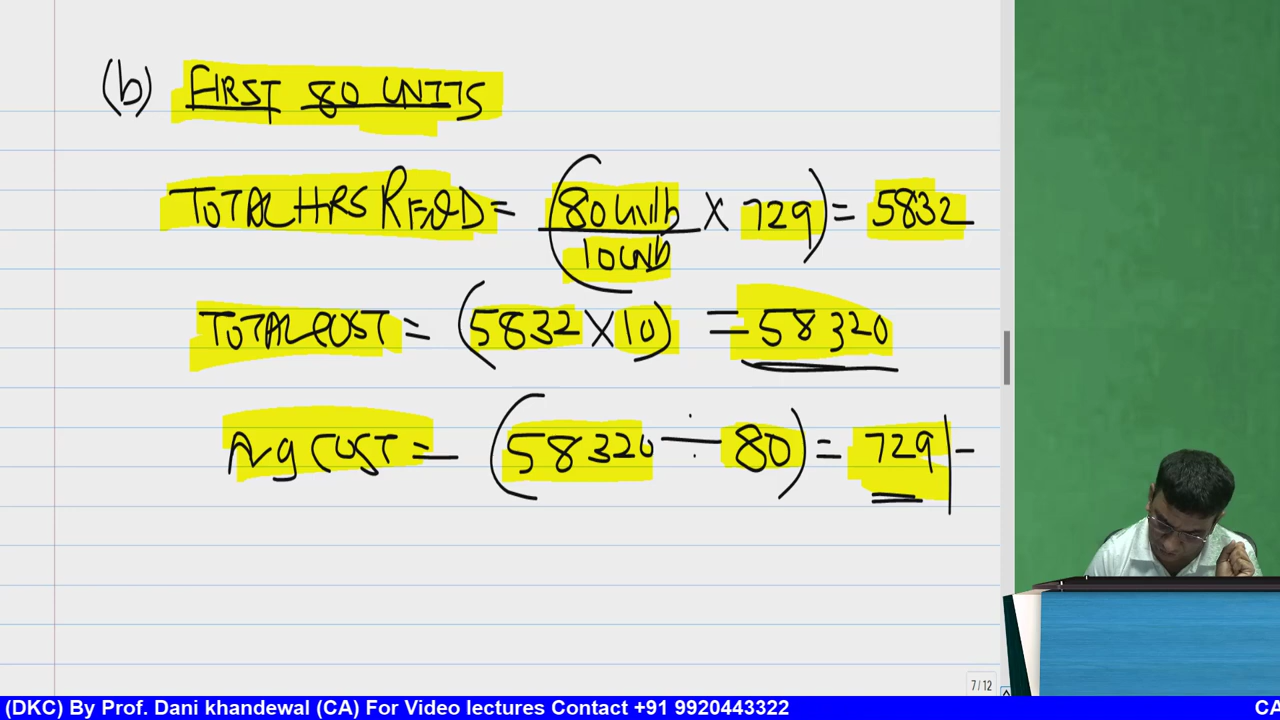 (b) FIRST 80 UNITS
TOTAL HRS REQD = (80 units / 10 units × 729) = 5832
TOTAL COST = (5832 × 10) = 58320
Avg COST = (58320 ÷ 80) = 729/-
7/12
(DKC) By Prof. Dani khandewal (CA) For Video lectures Contact +91 9920443322
CA